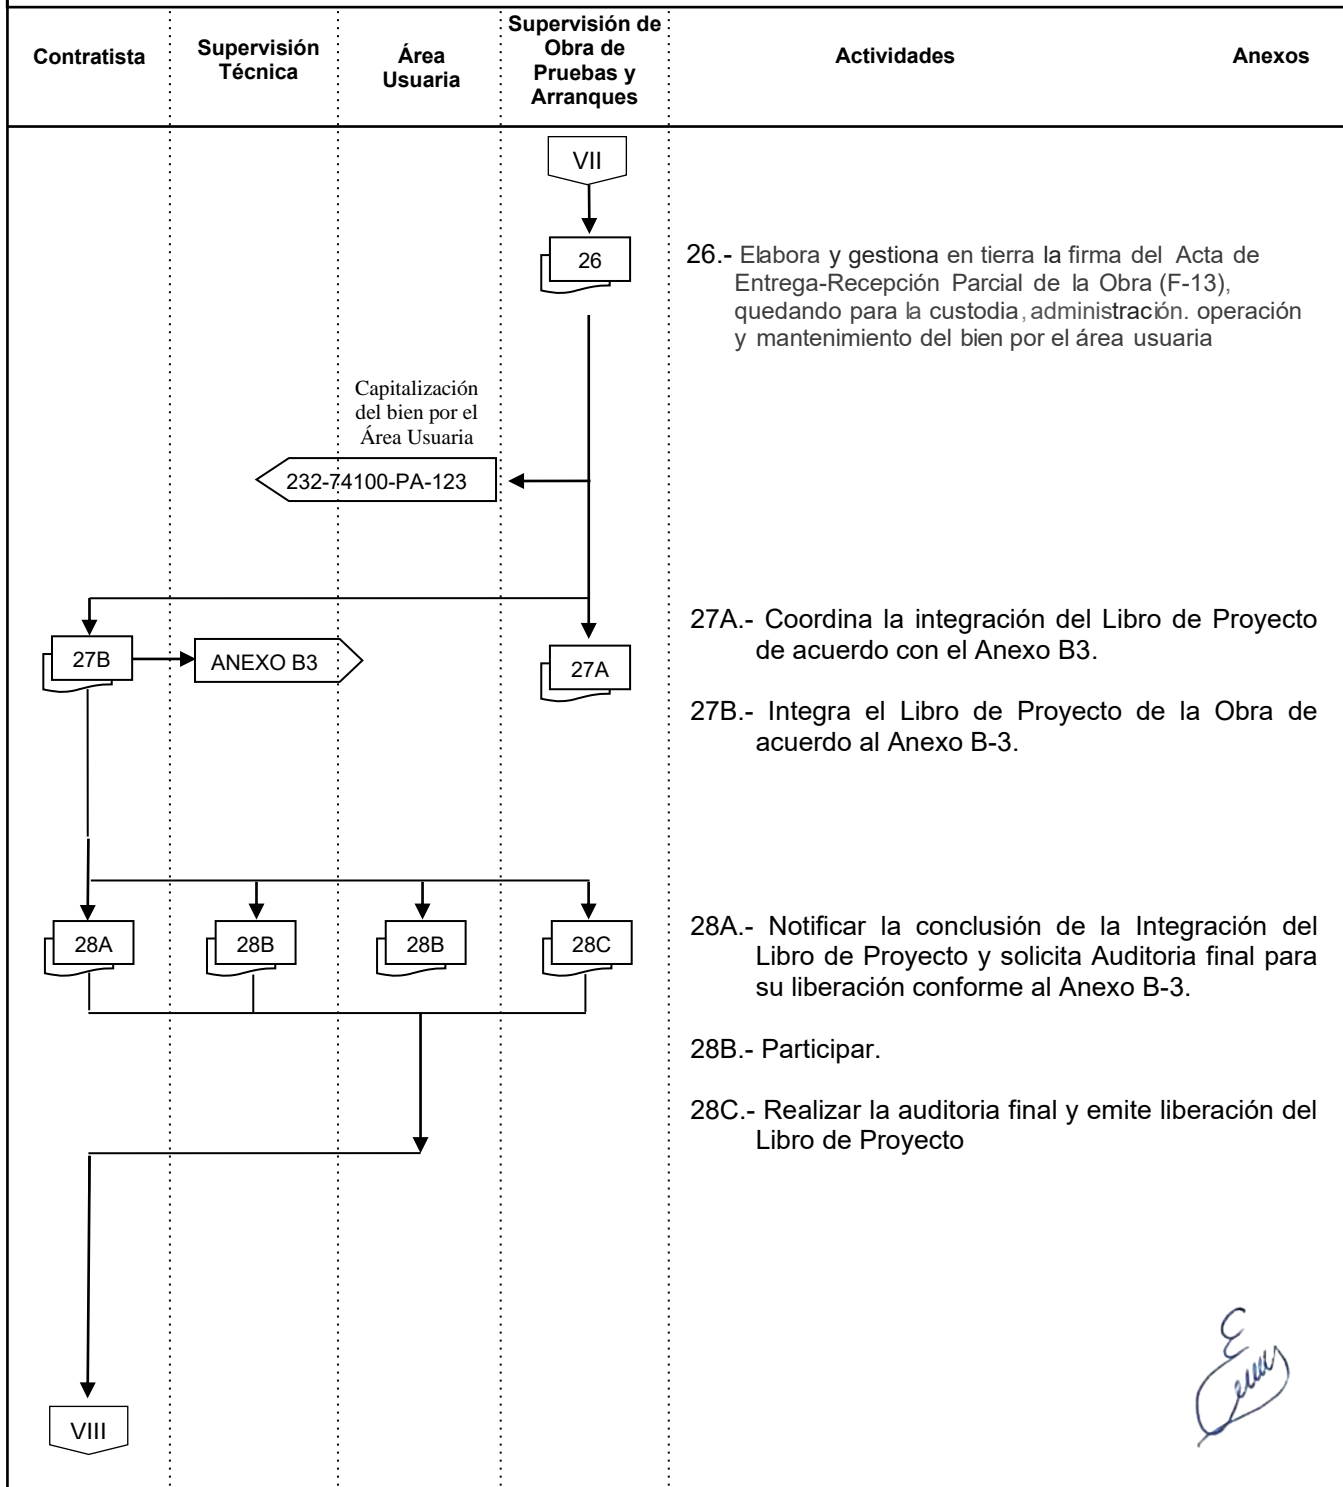 Contratista
Supervisión
Técnica
Área
Usuaria
Supervisión de
Obra de
Pruebas y
Arranques
Actividades
Anexos
VII
26
26.- Elabora y gestiona en tierra la firma del Acta de
Entrega-Recepción Parcial de la Obra (F-13),
quedando para la custodia, administración. operación
y mantenimiento del bien por el área usuaria
Capitalización
del bien por el
Área Usuaria
232-74100-PA-123
27B
ANEXO B3
27A
27A.- Coordina la integración del Libro de Proyecto
de acuerdo con el Anexo B3.
27B.- Integra el Libro de Proyecto de la Obra de
acuerdo al Anexo B-3.
28A
28B
28B
28C
28A.- Notificar la conclusión de la Integración del
Libro de Proyecto y solicita Auditoria final para
su liberación conforme al Anexo B-3.
28B.- Participar.
28C.- Realizar la auditoria final y emite liberación del
Libro de Proyecto
VIII